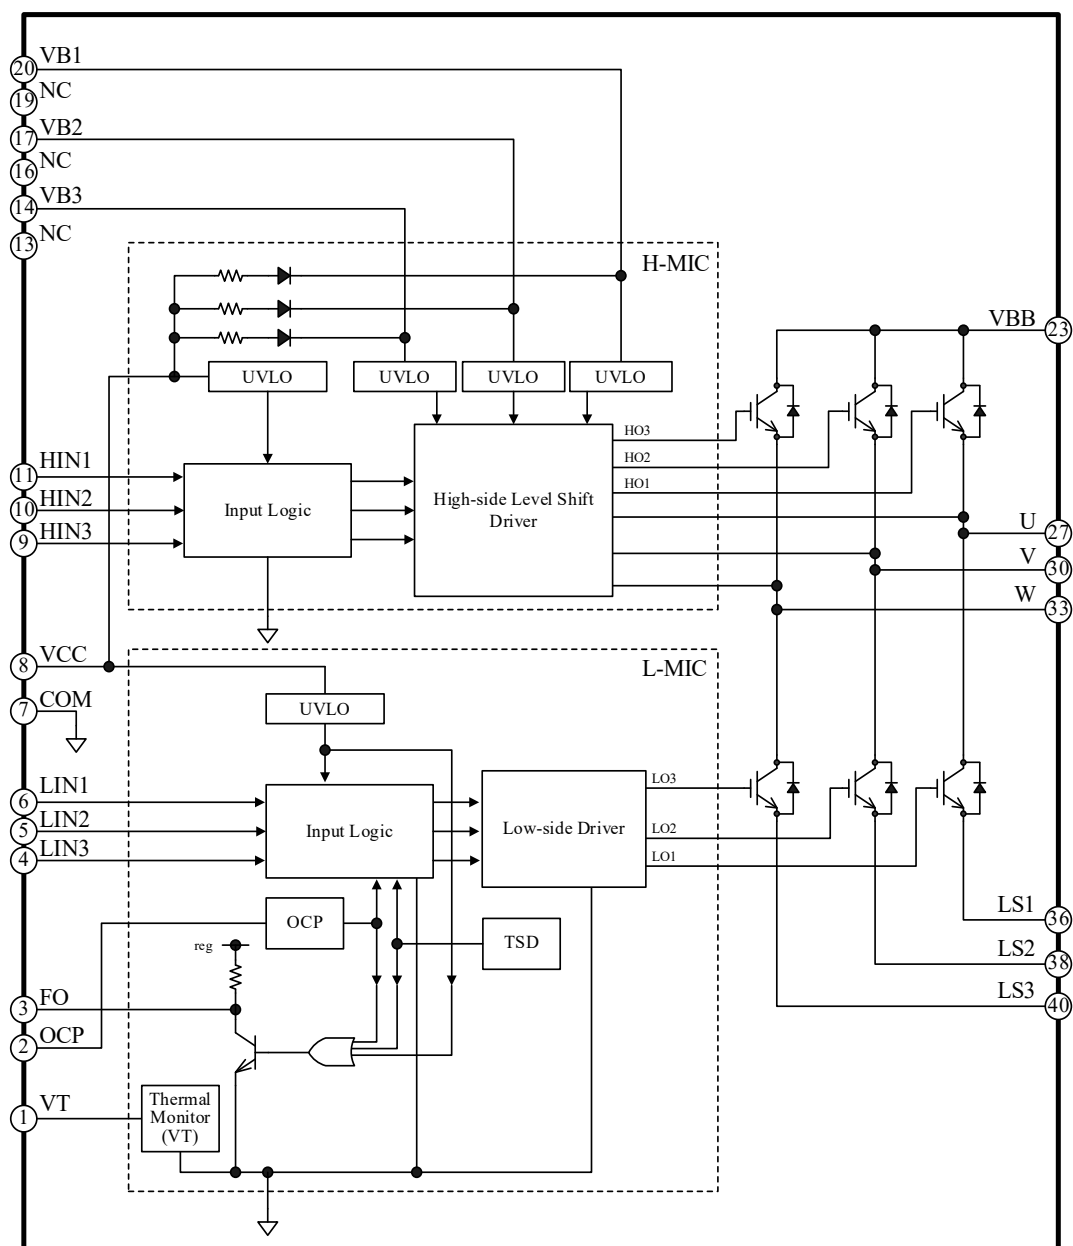 20 VB1
19 NC
17 VB2
16 NC
14 VB3
13 NC
H-MIC
VBB 23
UVLO
UVLO
UVLO
UVLO
HO3
HO2
HO1
11 HIN1
10 HIN2
9 HIN3
Input Logic
High-side Level Shift
Driver
U 27
V 30
W 33
8 VCC
L-MIC
7 COM
UVLO
6 LIN1
5 LIN2
4 LIN3
Input Logic
Low-side Driver
LO3
LO2
LO1
OCP
TSD
reg
LS1 36
LS2 38
LS3 40
3 FO
2 OCP
1 VT
Thermal
Monitor
(VT)